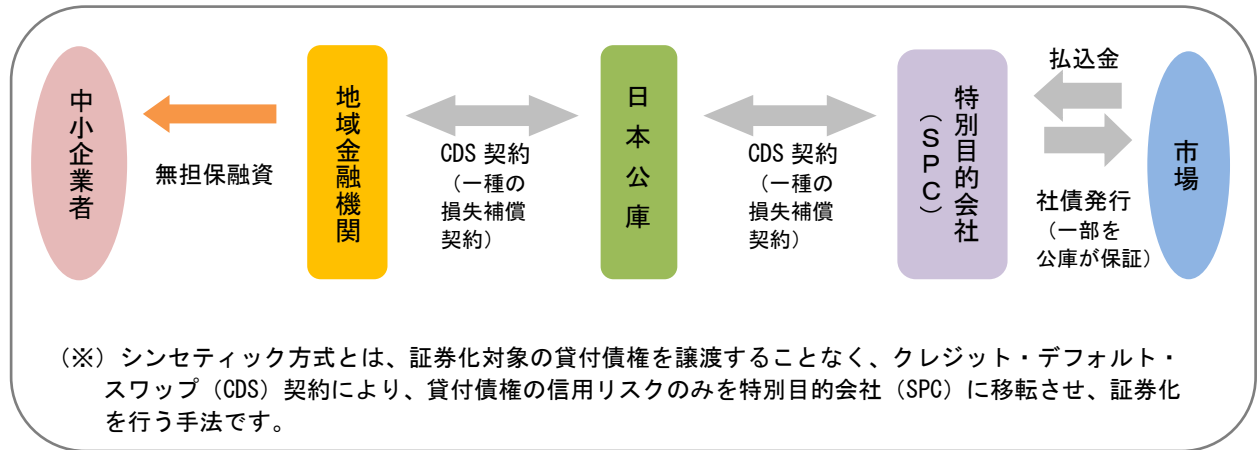 中小企業者
無担保融資
地域金融機関
CDS 契約
（一種の
損失補償
契約）
日本公庫
CDS 契約
（一種の
損失補償
契約）
特別目的会社
（SPC）
払込金
社債発行
（一部を
公庫が保証）
市場
（※）シンセティック方式とは、証券化対象の貸付債権を譲渡することなく、クレジット・デフォルト・
スワップ（CDS）契約により、貸付債権の信用リスクのみを特別目的会社（SPC）に移転させ、証券化
を行う手法です。